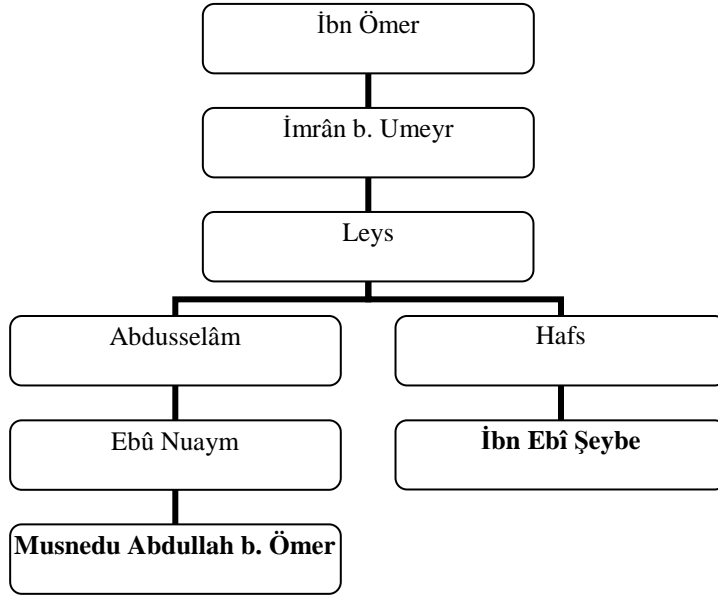 İbn Ömer
İmrân b. Umeyr
Leys
Abdusselâm
Hafs
Ebû Nuaym
İbn Ebî Şeybe
Musnedu Abdullah b. Ömer